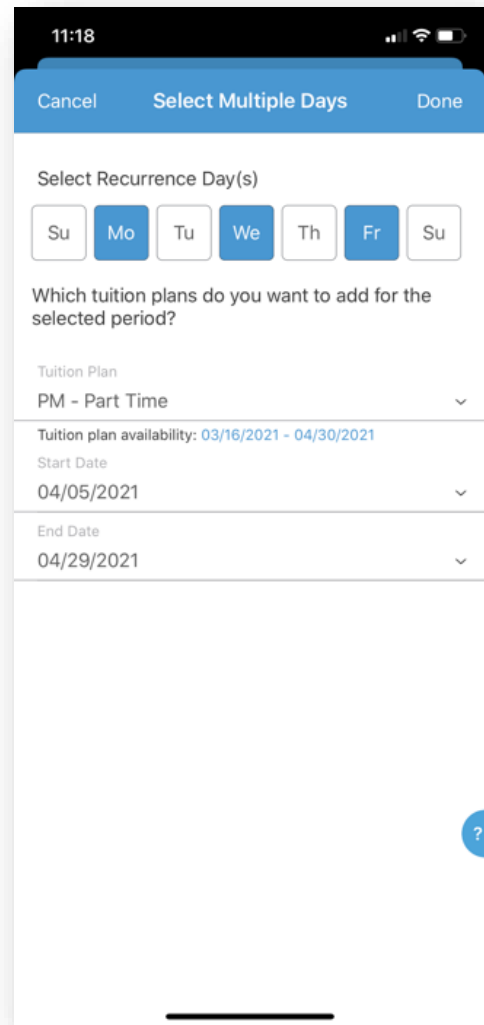 11:18
Cancel Select Multiple Days Done
Select Recurrence Day(s)
Su Mo Tu We Th Fr Su
Which tuition plans do you want to add for the
selected period?
Tuition Plan
PM - Part Time
Tuition plan availability: 03/16/2021 - 04/30/2021
Start Date
04/05/2021
End Date
04/29/2021
?